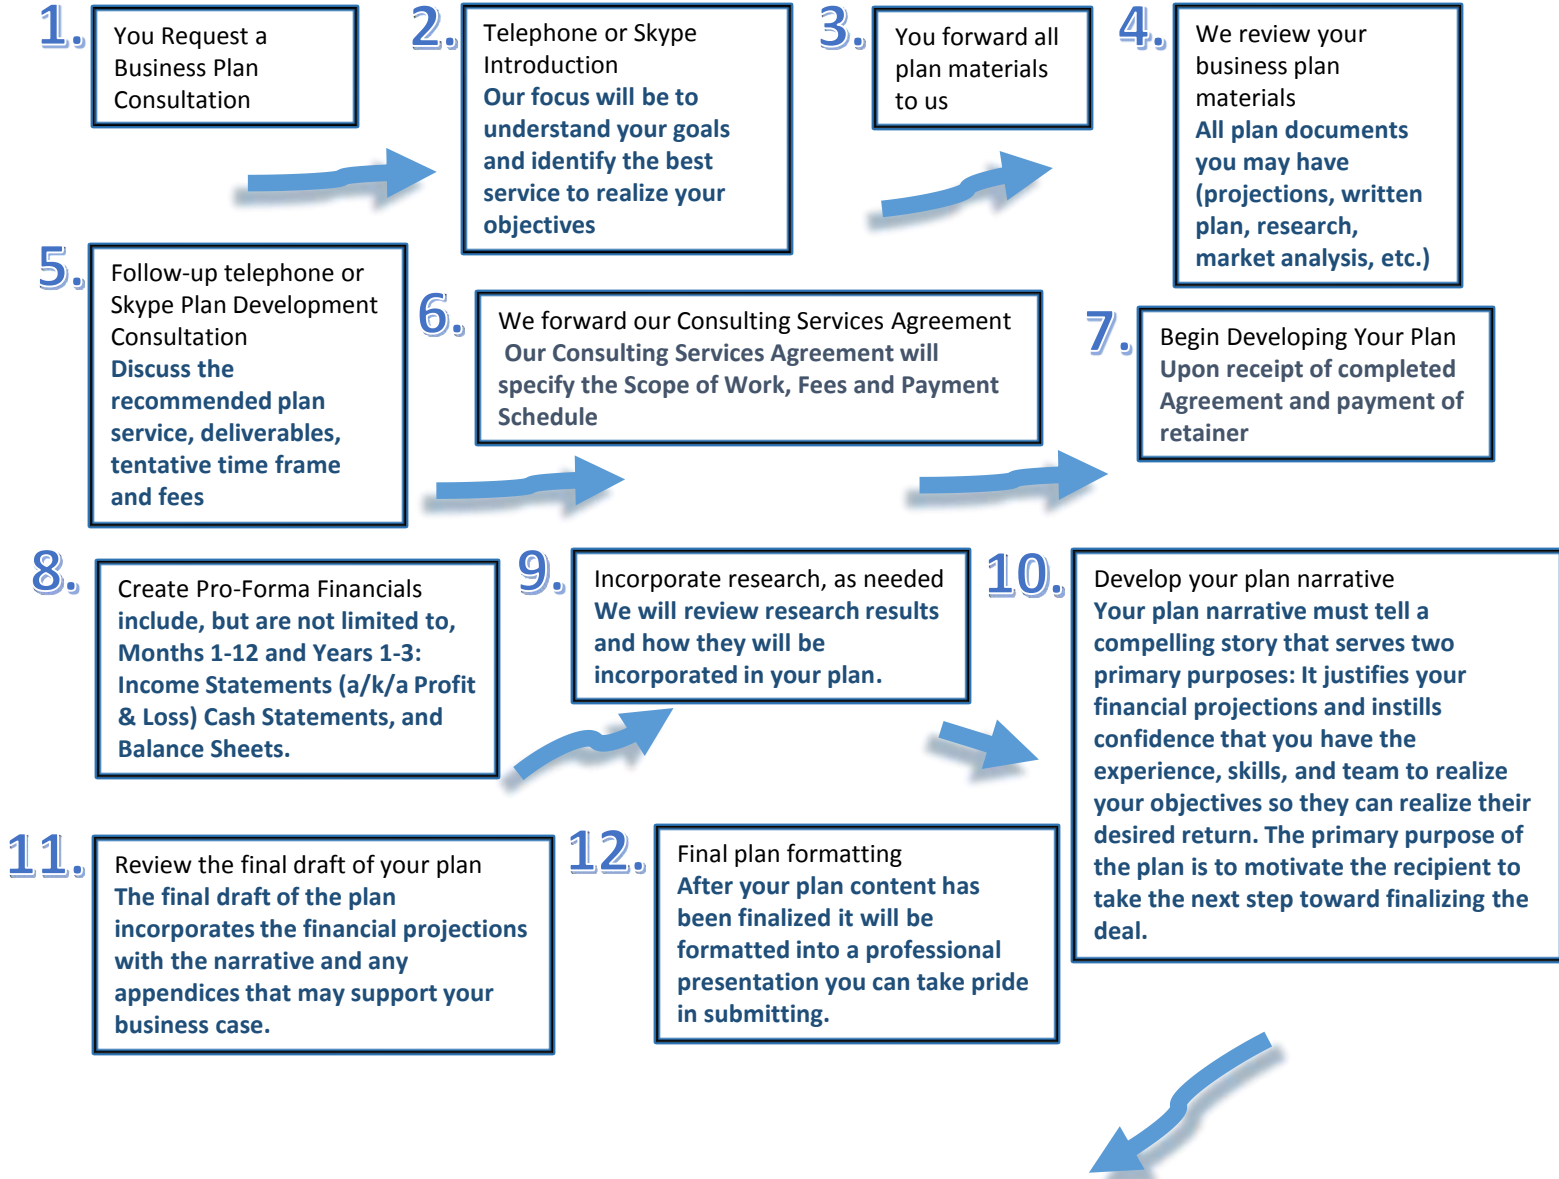 1.
You Request a
Business Plan
Consultation
2.
Telephone or Skype
Introduction
Our focus will be to
understand your goals
and identify the best
service to realize your
objectives
3.
You forward all
plan materials
to us
4.
We review your
business plan
materials
All plan documents
you may have
(projections, written
plan, research,
market analysis, etc.)
5.
Follow-up telephone or
Skype Plan Development
Consultation
Discuss the
recommended plan
service, deliverables,
tentative time frame
and fees
6.
We forward our Consulting Services Agreement
Our Consulting Services Agreement will
specify the Scope of Work, Fees and Payment
Schedule
7.
Begin Developing Your Plan
Upon receipt of completed
Agreement and payment of
retainer
8.
Create Pro-Forma Financials
include, but are not limited to,
Months 1-12 and Years 1-3:
Income Statements (a/k/a Profit
& Loss) Cash Statements, and
Balance Sheets.
9.
Incorporate research, as needed
We will review research results
and how they will be
incorporated in your plan.
10.
Develop your plan narrative
Your plan narrative must tell a
compelling story that serves two
primary purposes: It justifies your
financial projections and instills
confidence that you have the
experience, skills, and team to realize
your objectives so they can realize their
desired return. The primary purpose of
the plan is to motivate the recipient to
take the next step toward finalizing the
deal.
11.
Review the final draft of your plan
The final draft of the plan
incorporates the financial projections
with the narrative and any
appendices that may support your
business case.
12.
Final plan formatting
After your plan content has
been finalized it will be
formatted into a professional
presentation you can take pride
in submitting.